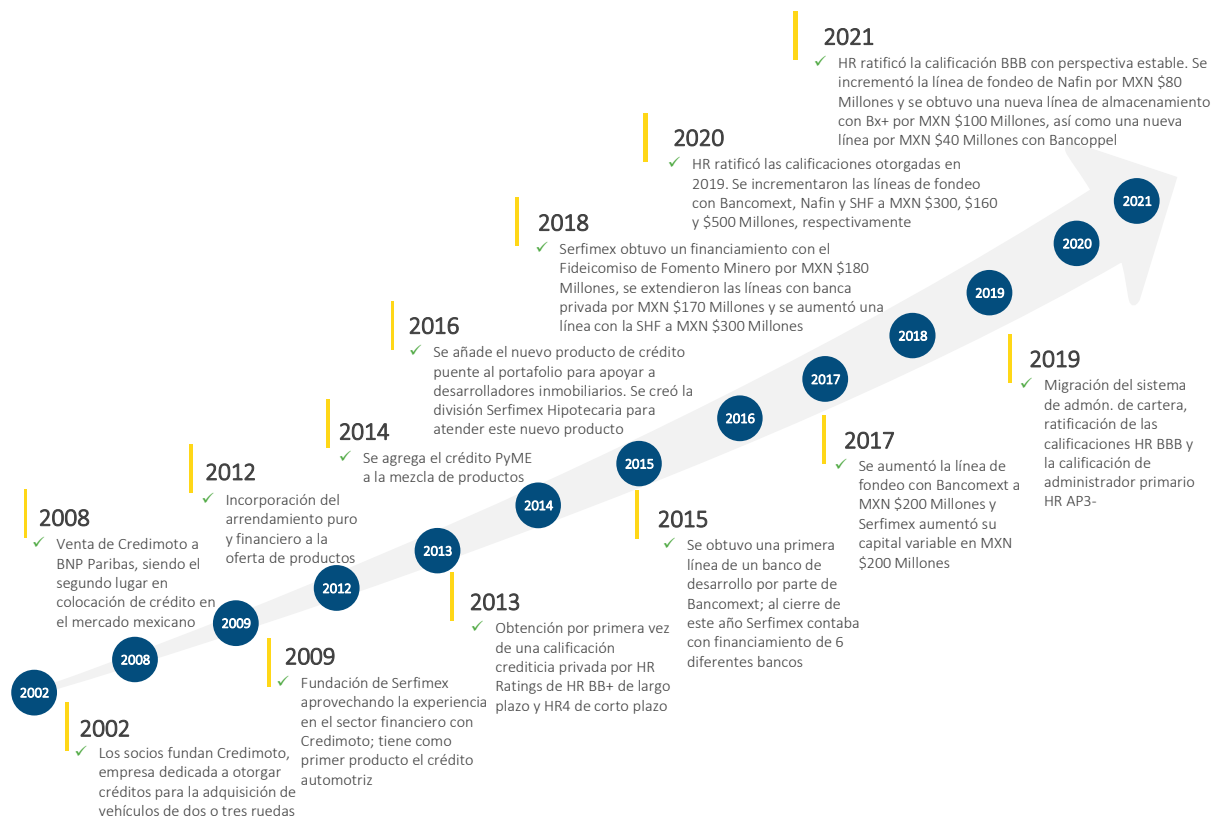 2021
HR ratificó la calificación BBB con perspectiva estable. Se
incrementó la línea de fondeo de Nafin por MXN $80
Millones y se obtuvo una nueva línea de almacenamiento
con Bx+ por MXN $100 Millones, así como una nueva
línea por MXN $40 Millones con Bancoppel
2020
HR ratificó las calificaciones otorgadas en
2019. Se incrementaron las líneas de fondeo
con Bancomext, Nafin y SHF a MXN $300, $160
y $500 Millones, respectivamente
2018
Serfimex obtuvo un financiamiento con el
Fideicomiso de Fomento Minero por MXN $180
Millones, se extendieron las líneas con banca
privada por MXN $170 Millones y se aumentó una
línea con la SHF a MXN $300 Millones
2016
Se añade el nuevo producto de crédito
puente al portafolio para apoyar a
desarrolladores inmobiliarios. Se creó la
división Serfimex Hipotecaria para
atender este nuevo producto
2014
Se agrega el crédito PyME
a la mezcla de productos
2012
Incorporación del
arrendamiento puro
y financiero a la
oferta de productos
2008
Venta de Credimoto a
BNP Paribas, siendo el
segundo lugar en
colocación de crédito en
el mercado mexicano
2002
2008
2009
2012
2013
2014
2015
2016
2017
2018
2019
2020
2021
2002
Los socios fundan Credimoto,
empresa dedicada a otorgar
créditos para la adquisición de
vehículos de dos o tres ruedas
2009
Fundación de Serfimex
aprovechando la experiencia
en el sector financiero con
Credimoto; tiene como
primer producto el crédito
automotriz
2013
Obtención por primera vez
de una calificación
crediticia privada por HR
Ratings de HR BB+ de largo
plazo y HR4 de corto plazo
2015
Se obtuvo una primera
línea de un banco de
desarrollo por parte de
Bancomext; al cierre de
este año Serfimex contaba
con financiamiento de 6
diferentes bancos
2017
Se aumentó la línea de
fondeo con Bancomext a
MXN $200 Millones y
Serfimex aumentó su
capital variable en MXN
$200 Millones
2019
Migración del sistema
de admón. de cartera,
ratificación de las
calificaciones HR BBB y
la calificación de
administrador primario
HR AP3-